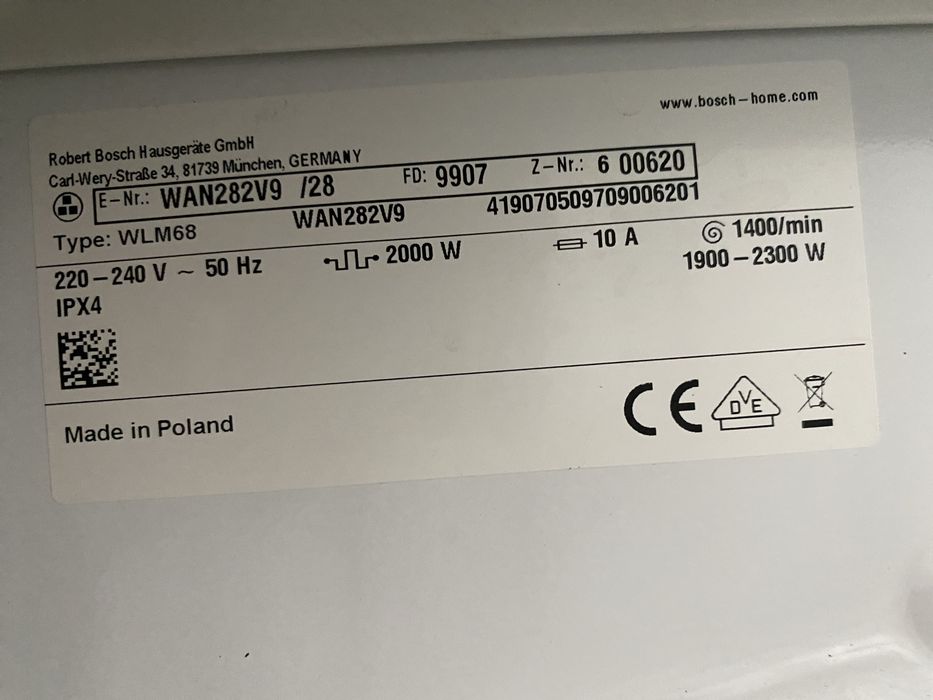 www.bosch-home.com
Robert Bosch Hausgeräte GmbH
Carl-Wery-Straße 34, 81739 München, GERMANY
E-Nr.: WAN282V9 /28 FD: 9907 Z-Nr.: 6 00620
Type: WLM68 WAN282V9 419070509709006201
220-240 V ~ 50 Hz 2000 W 10 A 1400/min
IPX4 1900-2300 W
Made in Poland CE DVE